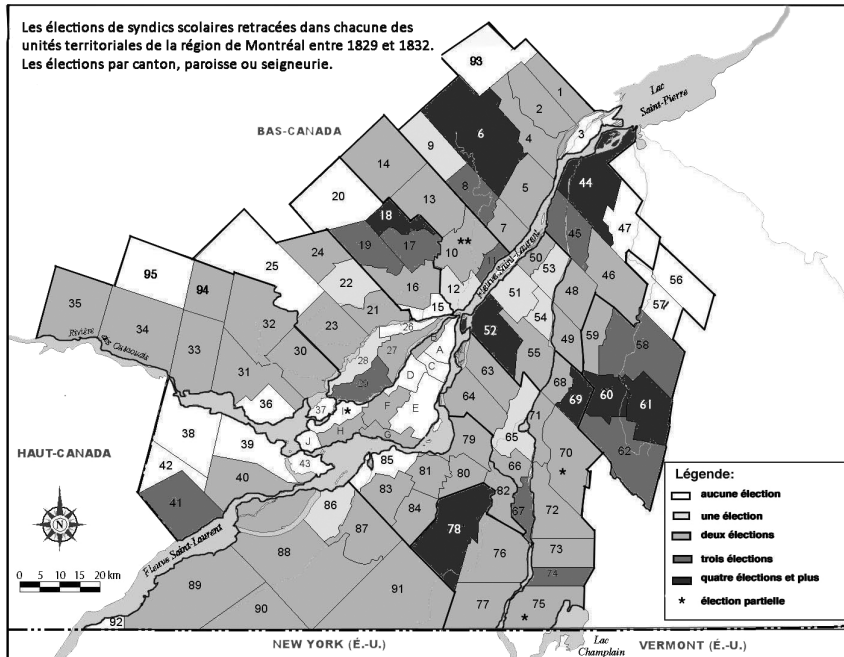 Les élections de syndics scolaires retracées dans chacune des
unités territoriales de la région de Montréal entre 1829 et 1832.
Les élections par canton, paroisse ou seigneurie.
93
1
2
Lac
Saint-Pierre
3
BAS-CANADA
6
4
9
14
44
8
5
20
13
47
18
7
45
24
19
17
10
**
11
50
46
25
95
53
56
22
16
12
Fleuve Saint-Laurent
48
94
51
57
35
21
15
54
32
23
26
52
49
59
34
B
58
Rivière
des Outaouais
33
30
28
27
A
55
31
D
C
63
68
29
69
60
61
36
37
I*
F
E
64
71
38
H
G
79
65
70
62
39
J
HAUT-CANADA
43
85
66
*
42
40
81
80
41
83
82
67
72
86
84
78
N
87
76
73
Fleuve Saint-Laurent
88
74
0 5 10 15 20 km
89
91
77
75
90
*
92
Légende:
aucune élection
une élection
deux élections
trois élections
quatre élections et plus
* élection partielle
NEW YORK (É.-U.)
Lac
Champlain
VERMONT (É.-U.)